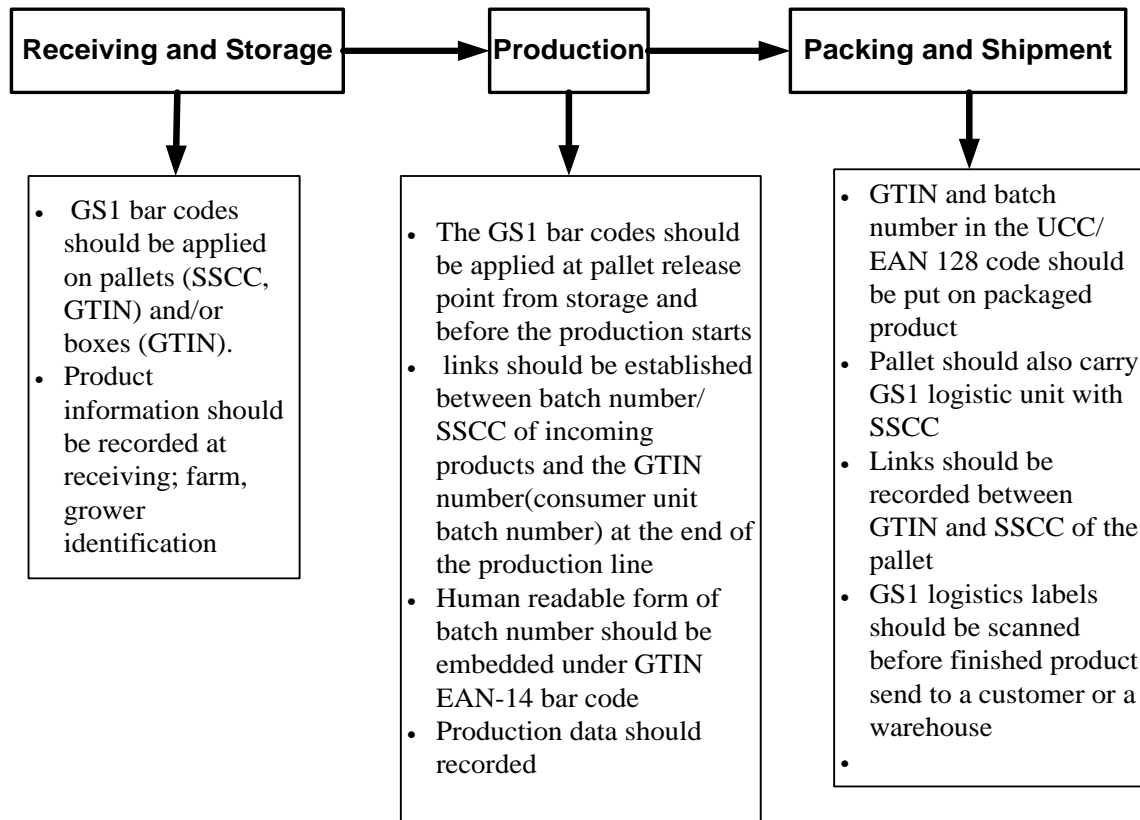 Receiving and Storage
Production
Packing and Shipment
• GS1 bar codes
should be applied
on pallets (SSCC,
GTIN) and/or
boxes (GTIN).
• Product
information should
be recorded at
receiving; farm,
grower
identification
• The GS1 bar codes should
be applied at pallet release
point from storage and
before the production starts
• links should be established
between batch number/
SSCC of incoming
products and the GTIN
number(consumer unit
batch number) at the end of
the production line
• Human readable form of
batch number should be
embedded under GTIN
EAN-14 bar code
• Production data should
recorded
• GTIN and batch
number in the UCC/
EAN 128 code should
be put on packaged
product
• Pallet should also carry
GS1 logistic unit with
SSCC
• Links should be
recorded between
GTIN and SSCC of the
pallet
• GS1 logistics labels
should be scanned
before finished product
send to a customer or a
warehouse
•